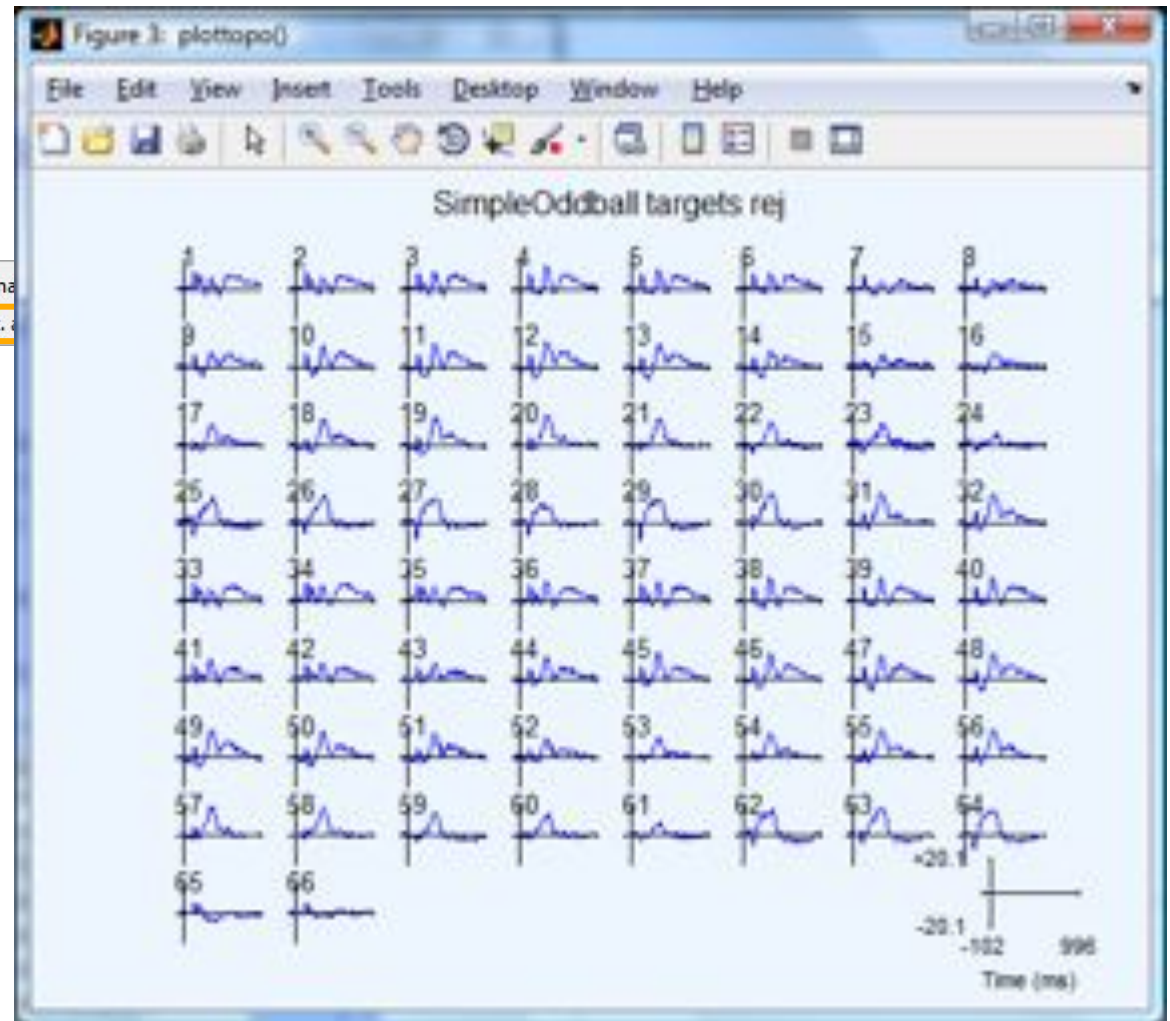 Figure 3: plottopo()
File Edit View Insert Tools Desktop Window Help
SimpleOddball targets rej
1 2 3 4 5 6 7 8
9 10 11 12 13 14 15 16
17 18 19 20 21 22 23 24
25 26 27 28 29 30 31 32
33 34 35 36 37 38 39 40
41 42 43 44 45 46 47 48
49 50 51 52 53 54 55 56
57 58 59 60 61 62 63 64
65 66
+20.1
-20.1
-102 996
Time (ms)